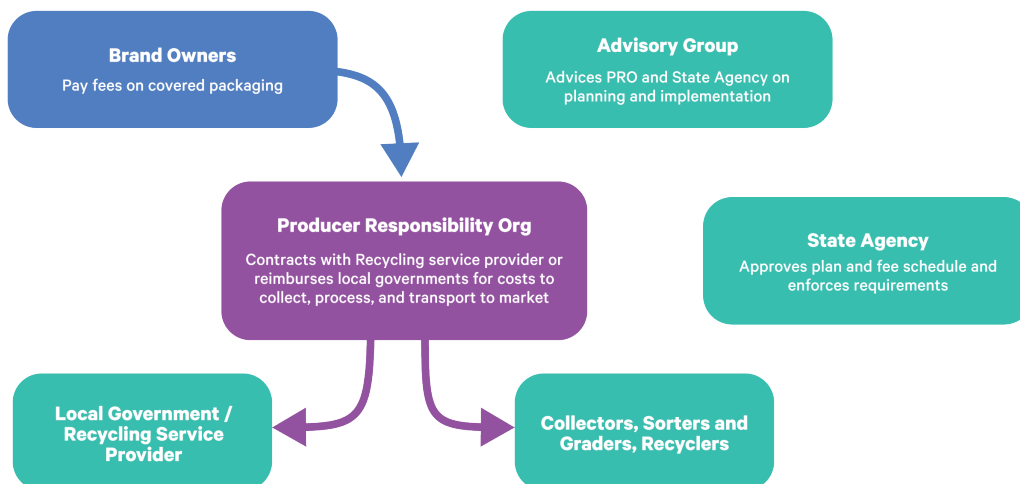 Brand Owners
Pay fees on covered packaging
Advisory Group
Advices PRO and State Agency on
planning and implementation
Producer Responsibility Org
Contracts with Recycling service provider or
reimburses local governments for costs to
collect, process, and transport to market
State Agency
Approves plan and fee schedule and
enforces requirements
Local Government /
Recycling Service
Provider
Collectors, Sorters and
Graders, Recyclers